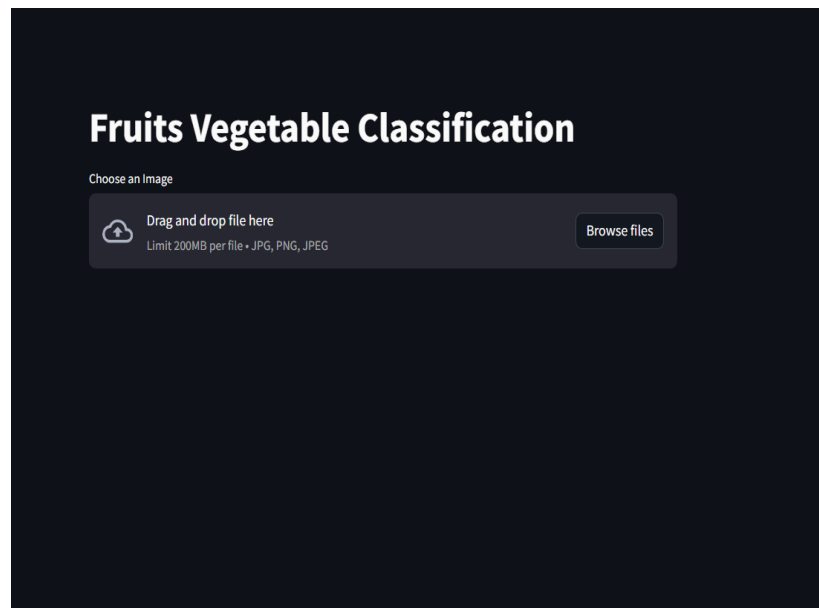 Fruits Vegetable Classification
Choose an Image
Drag and drop file here
Limit 200MB per file • JPG, PNG, JPEG
Browse files